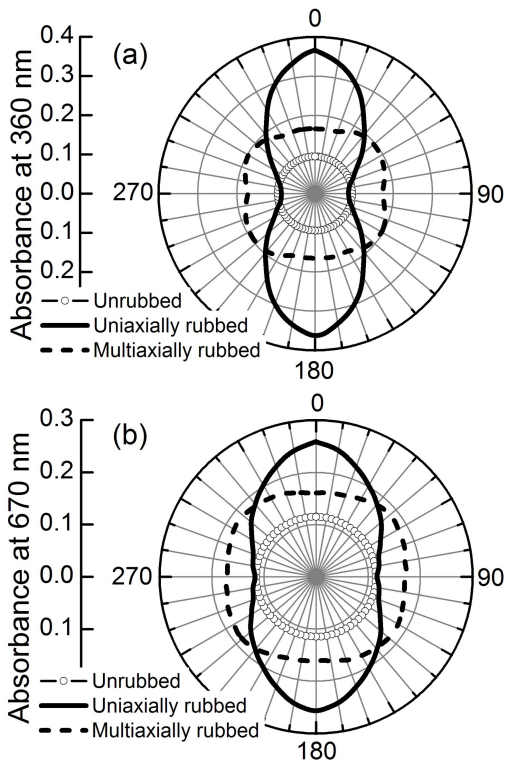 0
0.4
(a)
0.3
0.2
0.1
0.0
270
90
0.1
0.2
Absorbance at 360 nm
Unrubbed
Uniaxially rubbed
Multiaxially rubbed
180
0
0.3
(b)
0.2
0.1
0.0
270
90
0.1
Absorbance at 670 nm
Unrubbed
Uniaxially rubbed
Multiaxially rubbed
180